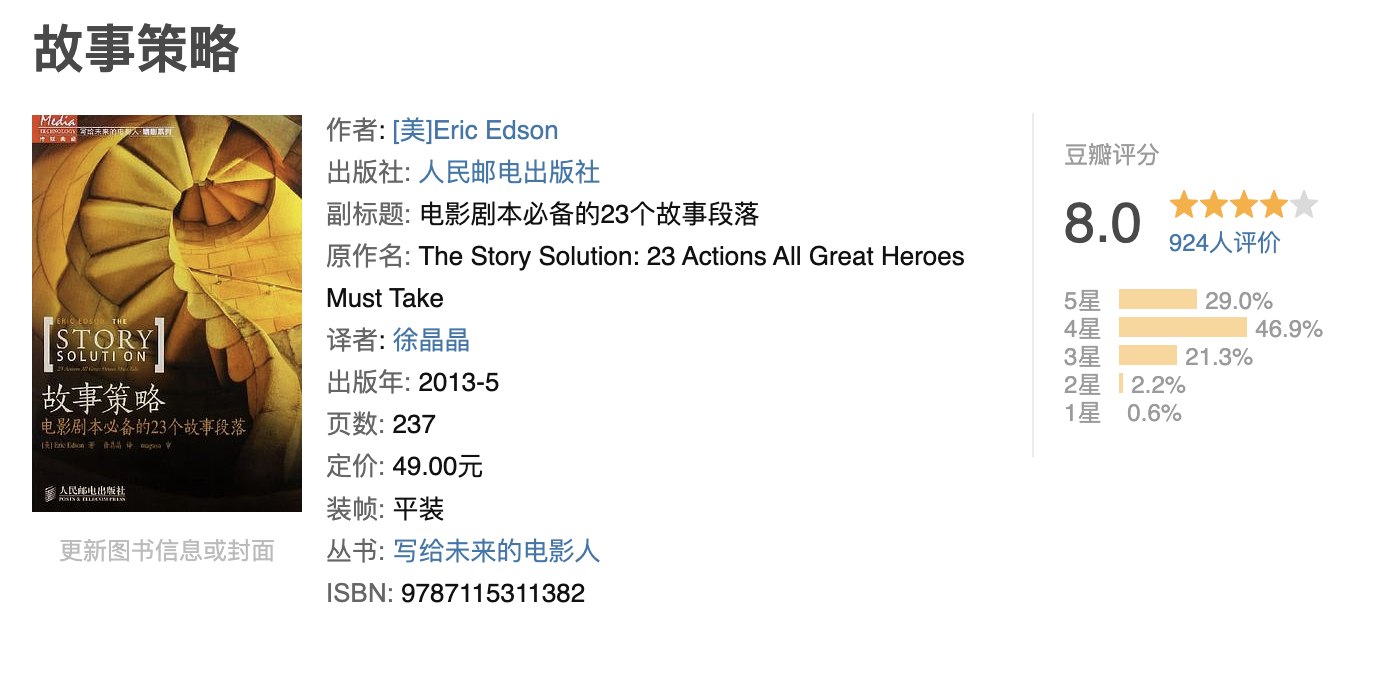 故事策略
Media
TECHNOLOGY
传媒典藏
写给未来的电影人·
ERIC EDSON THE
STORY
SOLUTION
23 Actions All Great Heroes Must Take
故事策略
电影剧本必备的23个故事段落
[美] Eric Edson 著 徐晶晶 译 magasa 审
人民邮电出版社
POSTS & TELECOM PRESS
更新图书信息或封面
作者: [美]Eric Edson
出版社: 人民邮电出版社
副标题: 电影剧本必备的23个故事段落
原作名: The Story Solution: 23 Actions All Great Heroes
Must Take
译者: 徐晶晶
出版年: 2013-5
页数: 237
定价: 49.00元
装帧: 平装
丛书: 写给未来的电影人
ISBN: 9787115311382
豆瓣评分
8.0
924人评价
5星 29.0%
4星 46.9%
3星 21.3%
2星 2.2%
1星 0.6%